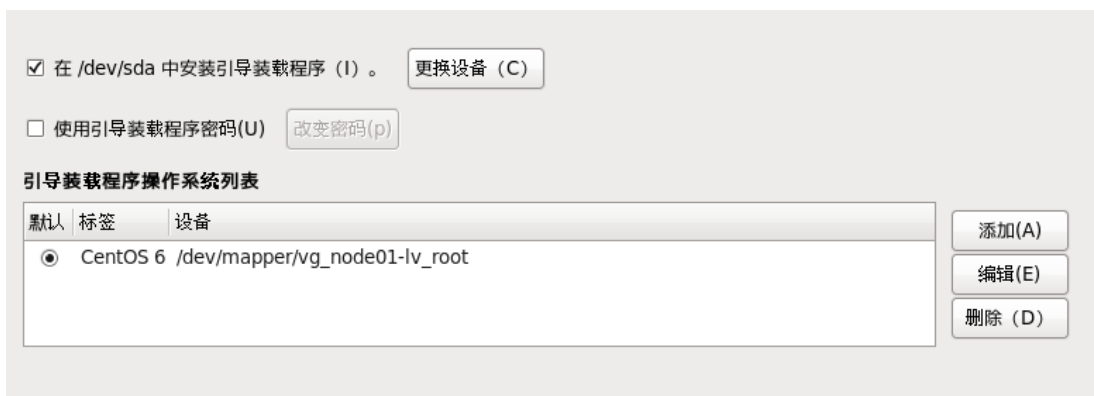 在 /dev/sda 中安装引导装载程序（I）。 更换设备（C）
使用引导装载程序密码(U) 改变密码(p)
引导装载程序操作系统列表
默认 标签 设备
CentOS 6 /dev/mapper/vg_node01-lv_root
添加(A)
编辑(E)
删除（D）